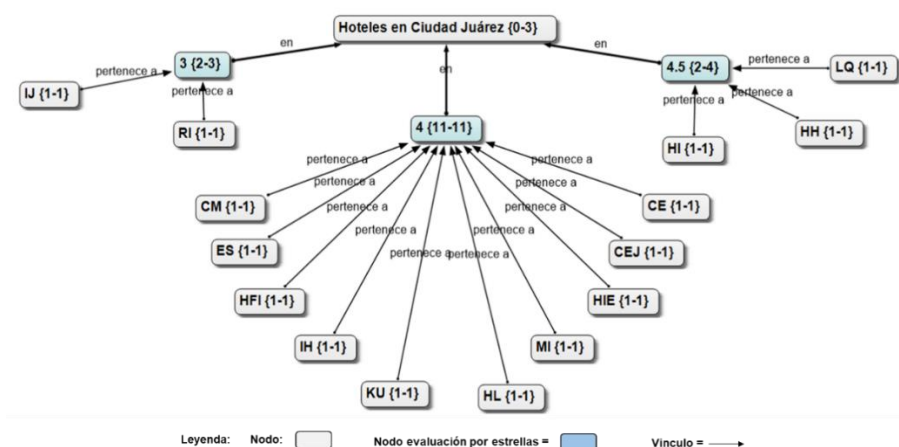 Hoteles en Ciudad Juárez {0-3}
en
en
en
3 {2-3}
4.5 {2-4}
pertenece a
LQ {1-1}
pertenece a
IJ {1-1}
pertenece a
pertenece a
pertenece a
RI {1-1}
4 {11-11}
HI {1-1}
HH {1-1}
pertenece a
pertenece a
pertenece a
pertenece a
pertenece a
pertenece a
CM {1-1}
CE {1-1}
pertenece a
pertenece a
ES {1-1}
CEJ {1-1}
pertenece a
pertenece a
HFI {1-1}
HIE {1-1}
IH {1-1}
MI {1-1}
KU {1-1}
HL {1-1}
Leyenda: Nodo: Nodo evaluación por estrellas = Vinculo =